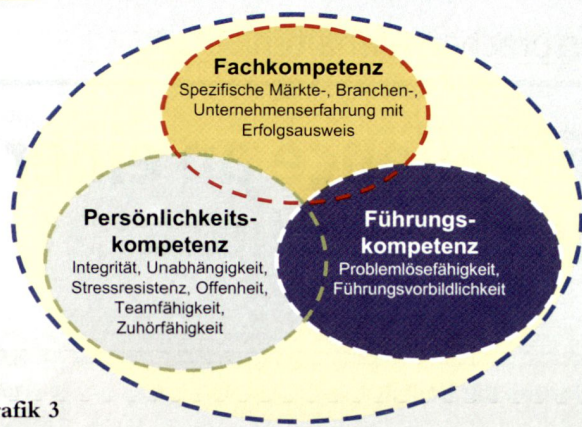 Fachkompetenz
Spezifische Märkte-, Branchen-,
Unternehmenserfahrung mit
Erfolgsausweis
Persönlichkeits-
kompetenz
Integrität, Unabhängigkeit,
Stressresistenz, Offenheit,
Teamfähigkeit,
Zuhörfähigkeit
Führungs-
kompetenz
Problemlösefähigkeit,
Führungsvorbildlichkeit
rafik 3